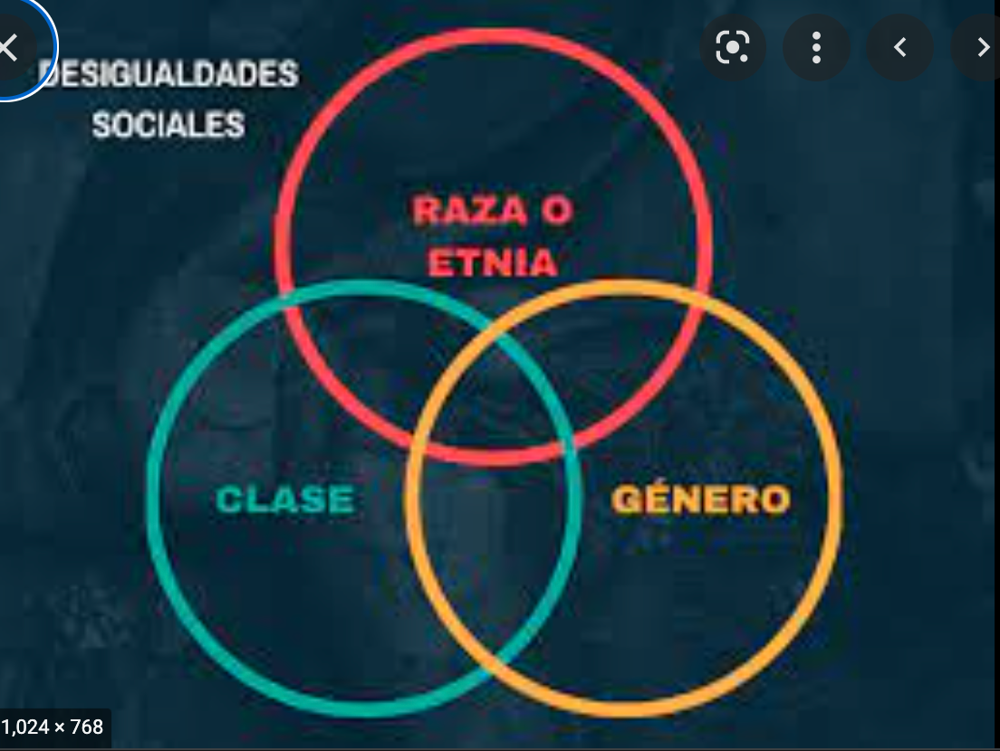 DESIGUALDADES
SOCIALES
RAZA O
ETNIA
CLASE
GÉNERO
1,024 × 768